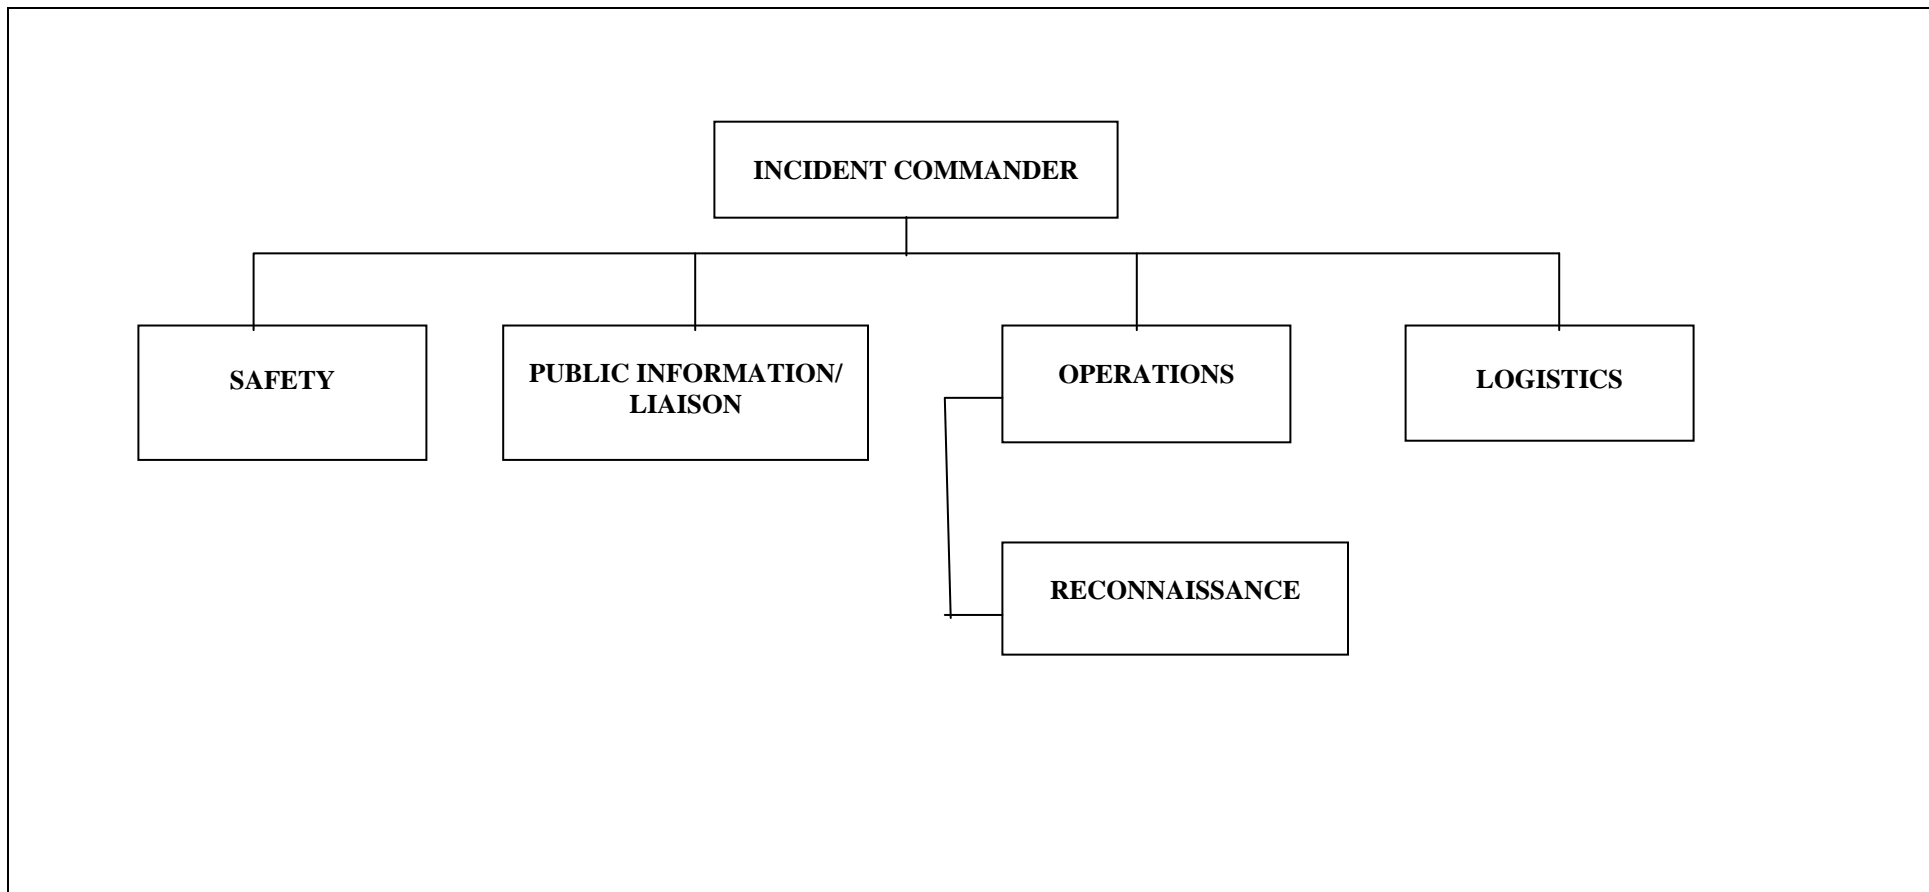 INCIDENT COMMANDER
SAFETY
PUBLIC INFORMATION/
LIAISON
OPERATIONS
LOGISTICS
RECONNAISSANCE